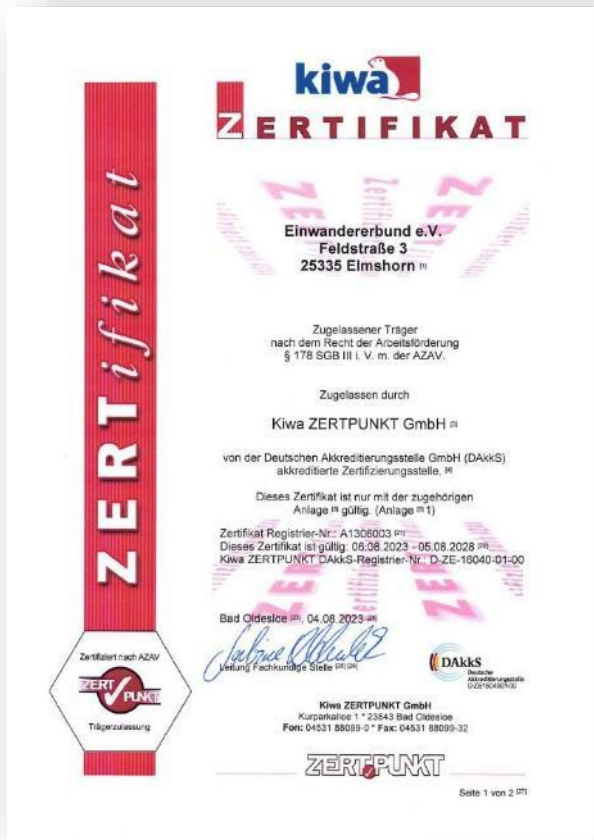 kiwa
ZERTIFIKAT
ZERTifikat
Einwandererbund e.V.
Feldstraße 3
25335 Elmshorn [1]
Zugelassener Träger
nach dem Recht der Arbeitsförderung
§ 178 SGB III i. V. m. der AZAV.
Zugelassen durch
Kiwa ZERTPUNKT GmbH
von der Deutschen Akkreditierungsstelle GmbH (DAkkS)
akkreditierte Zertifizierungsstelle.
Dieses Zertifikat ist nur mit der zugehörigen
Anlage gültig. (Anlage 1)
Zertifikat Registrier-Nr.: A1306003 [21]
Dieses Zertifikat ist gültig: 06.08.2023 - 05.08.2028
Kiwa ZERTPUNKT DAkkS-Registrier-Nr.: D-ZE-16040-01-00
Bad Oldesloe, 04.08.2023
Leitung Fachkundige Stelle
Zertifiziert nach AZAV
ZERT PUNKT
Trägerzulassung
DAkkS
Deutsche
Akkreditierungsstelle
Kiwa ZERTPUNKT GmbH
Kurparkallee 1 * 23843 Bad Oldesloe
Fon: 04531 88099-0 * Fax: 04531 88099-32
ZERTPUNKT
Seite 1 von 2 [27]